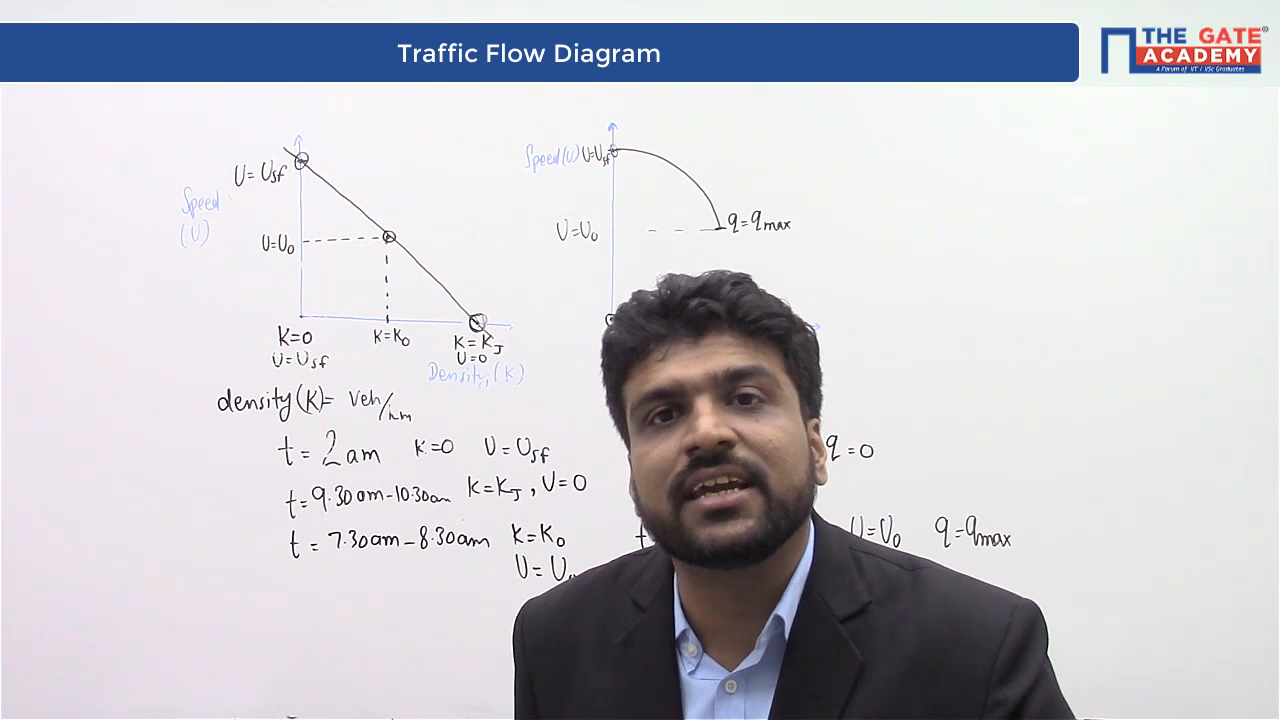 Traffic Flow Diagram
THE GATE®
ACADEMY
A Forum of IIT / IISc Graduates
U=Usf
Speed
(U)
U=U0
K=0
U=Usf
K=K0
K=KJ
U=0
Density (K)
Speed(U) U=Usf
U=U0
q=qmax
density(K)= Veh/km
t=2am K=0 U=Usf
t=9.30am-10.30am K=KJ, U=0
t=7.30am-8.30am K=K0
U=U0
q=0
t
U=U0 q=qmax